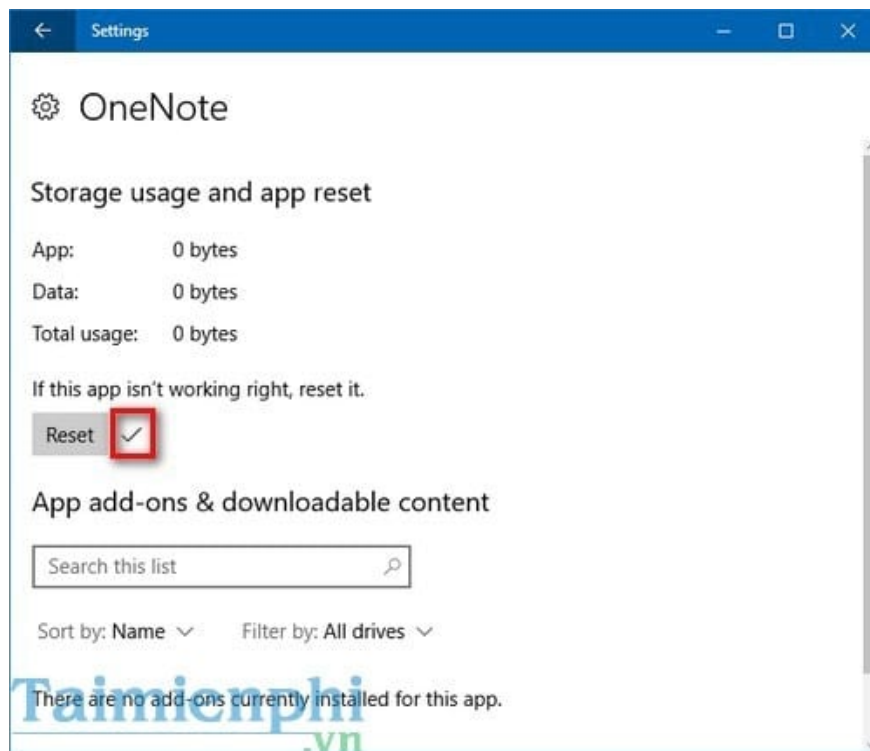 Settings
OneNote
Storage usage and app reset
App: 0 bytes
Data: 0 bytes
Total usage: 0 bytes
If this app isn't working right, reset it.
Reset
App add-ons & downloadable content
Search this list
Sort by: Name Filter by: All drives
There are no add-ons currently installed for this app.
Taimienphi
.vn